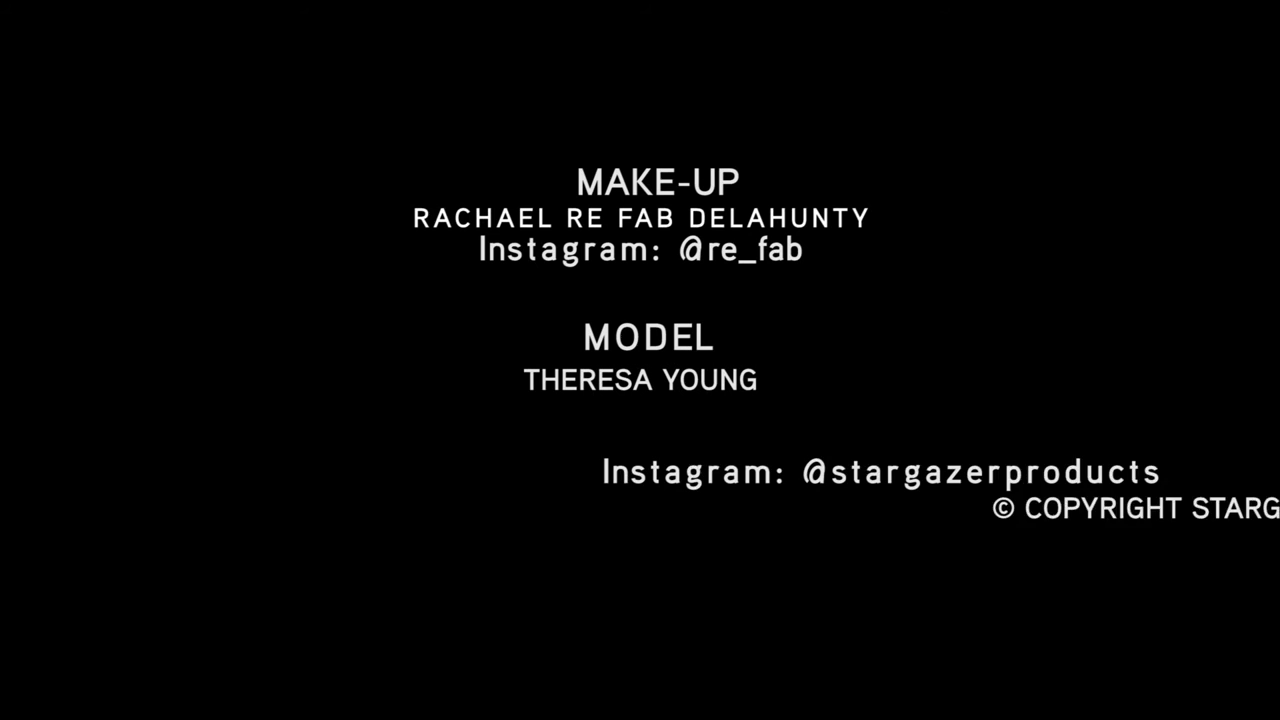 MAKE-UP
RACHAEL RE FAB DELAHUNTY
Instagram: @re_fab
MODEL
THERESA YOUNG
Instagram: @stargazerproducts
© COPYRIGHT STARG